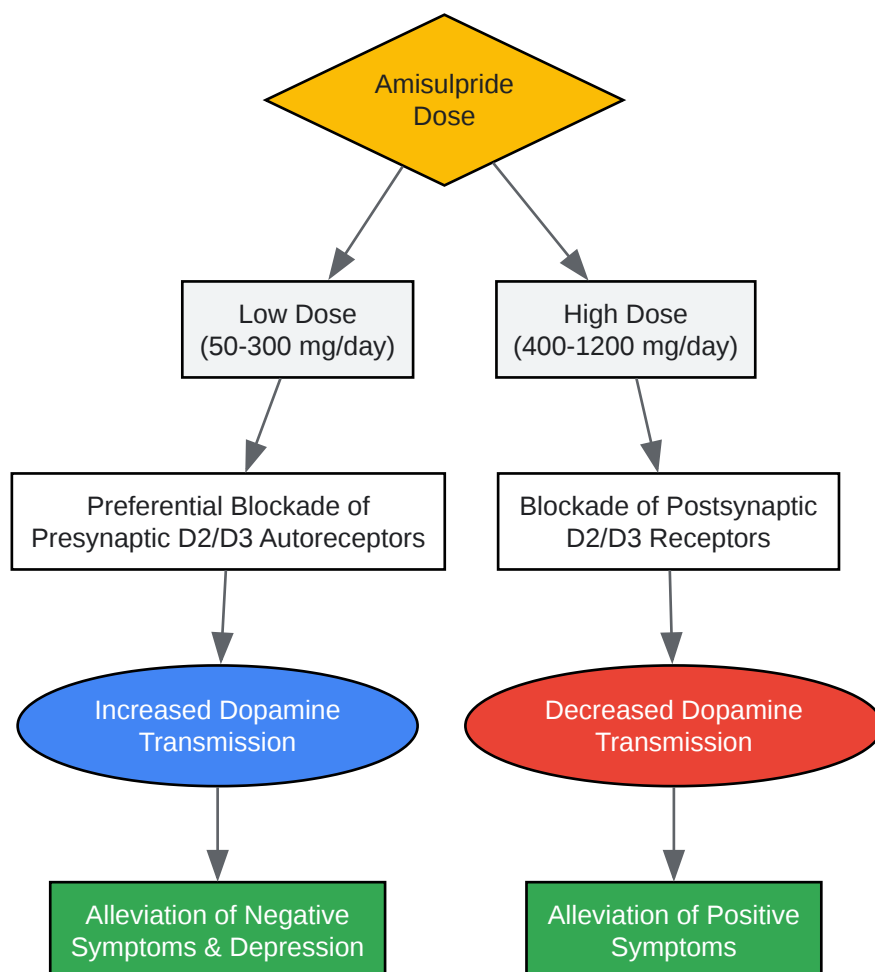 Amisulpride
Dose
Low Dose
(50-300 mg/day)
High Dose
(400-1200 mg/day)
Preferential Blockade of
Presynaptic D2/D3 Autoreceptors
Blockade of Postsynaptic
D2/D3 Receptors
Increased Dopamine
Transmission
Decreased Dopamine
Transmission
Alleviation of Negative
Symptoms & Depression
Alleviation of Positive
Symptoms